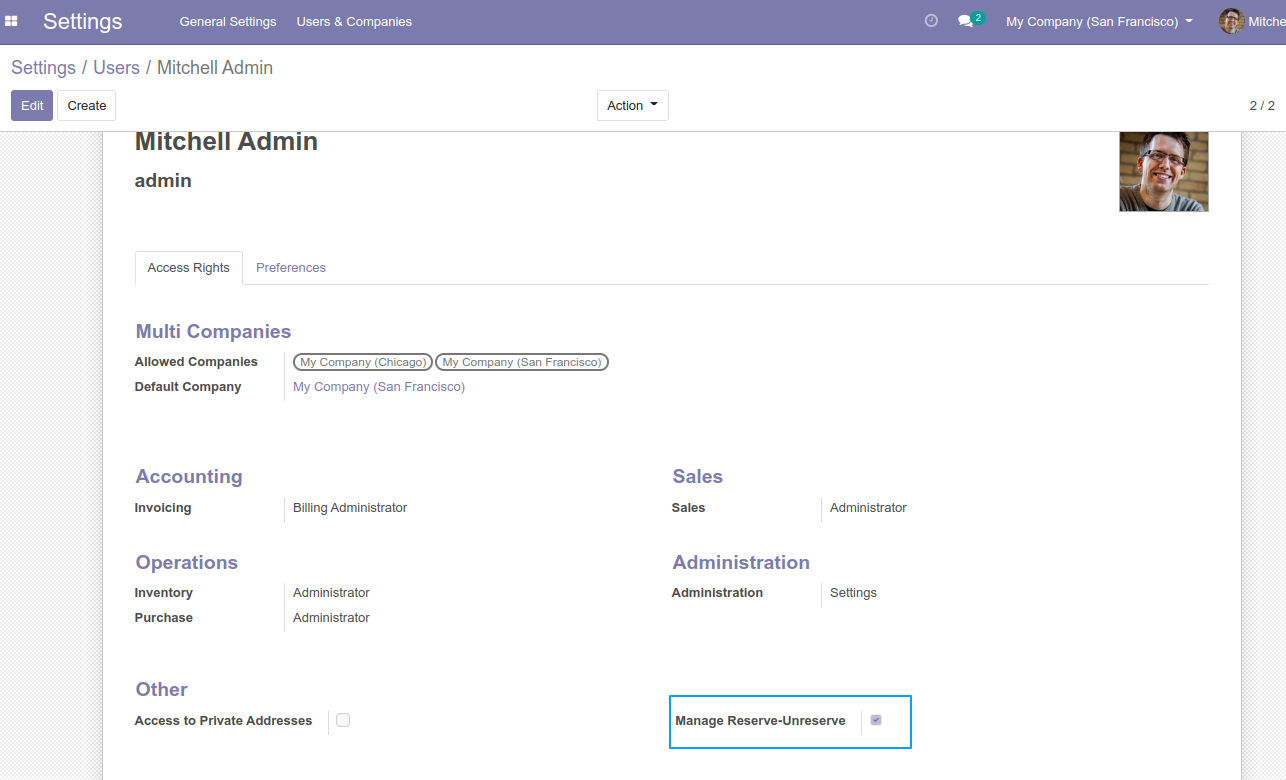 Settings General Settings Users & Companies 2 My Company (San Francisco) Mitche
Settings / Users / Mitchell Admin
Edit Create Action 2 / 2
Mitchell Admin
admin
Access Rights Preferences
Multi Companies
Allowed Companies My Company (Chicago) My Company (San Francisco)
Default Company My Company (San Francisco)
Accounting Sales
Invoicing Billing Administrator Sales Administrator
Operations Administration
Inventory Administrator Administration Settings
Purchase Administrator
Other
Access to Private Addresses Manage Reserve-Unreserve